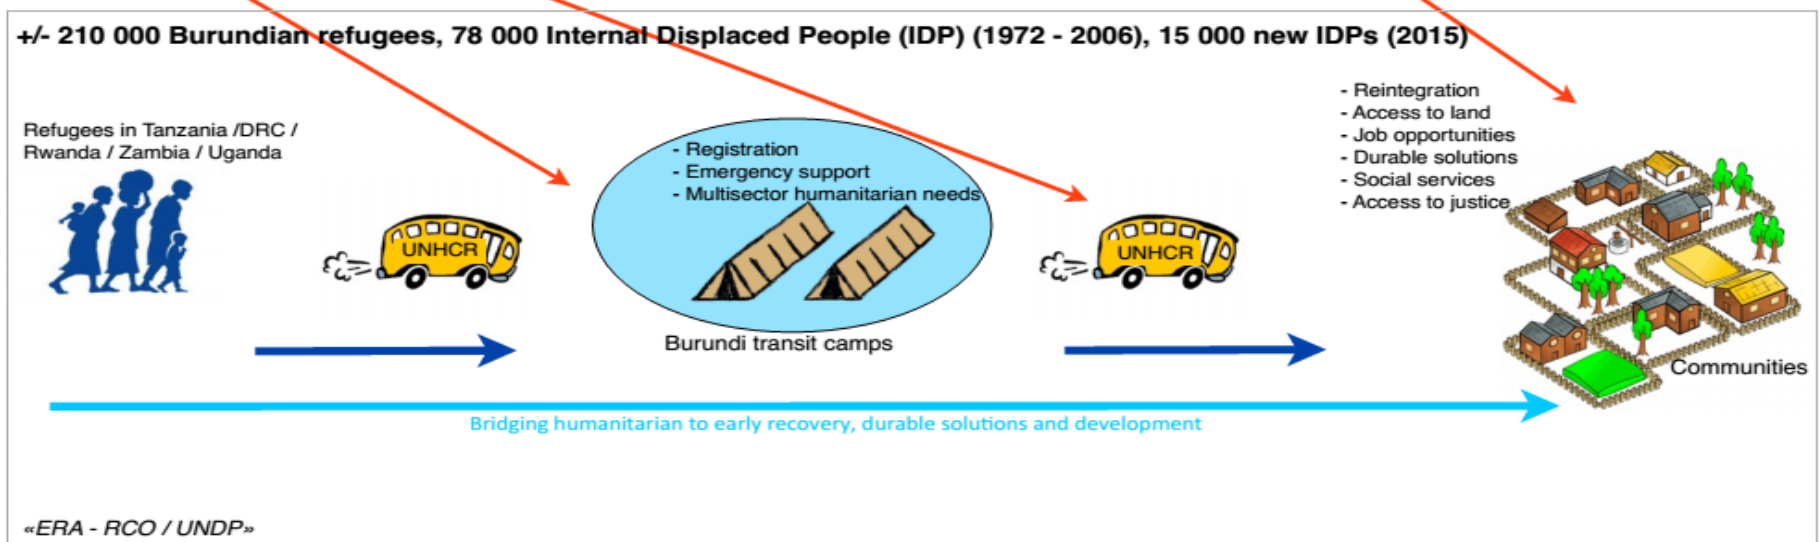 +/- 210 000 Burundian refugees, 78 000 Internal Displaced People (IDP) (1972 - 2006), 15 000 new IDPs (2015)
Refugees in Tanzania /DRC /
Rwanda / Zambia / Uganda
UNHCR
- Registration
- Emergency support
- Multisector humanitarian needs
Burundi transit camps
UNHCR
- Reintegration
- Access to land
- Job opportunities
- Durable solutions
- Social services
- Access to justice
Communities
Bridging humanitarian to early recovery, durable solutions and development
«ERA - RCO / UNDP»